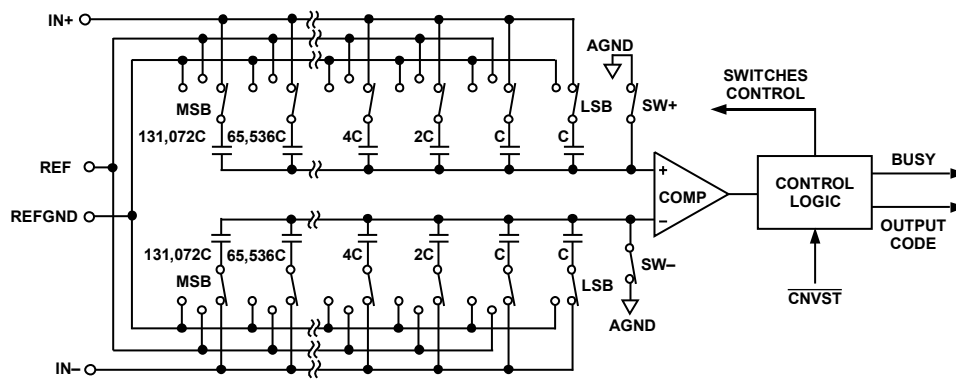 IN+
AGND
SWITCHES
CONTROL
MSB
LSB
SW+
131,072C
65,536C
4C
2C
C
C
BUSY
REF
+
COMP
−
CONTROL
LOGIC
REFGND
OUTPUT
CODE
131,072C
65,536C
4C
2C
C
C
SW–
MSB
LSB
CNVST
AGND
IN–